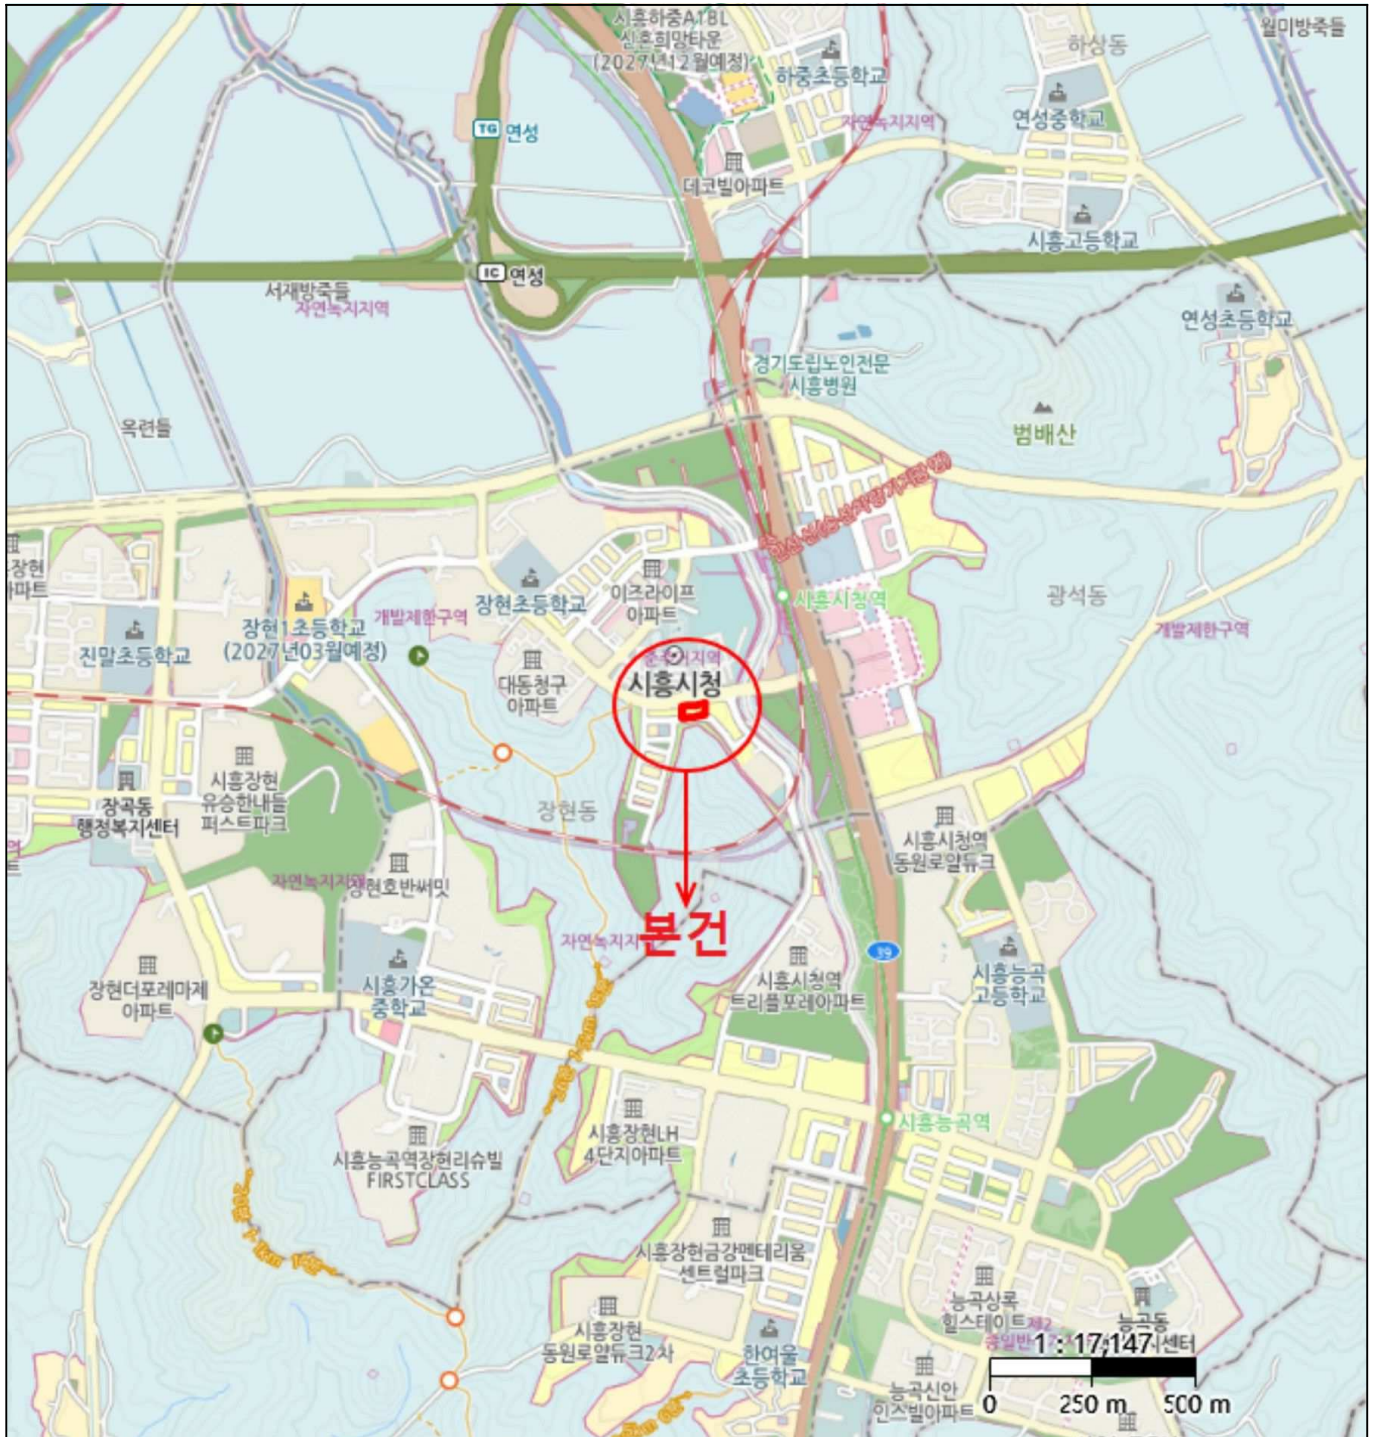 시흥하중A1BL
신혼희망타운
(2027년12월예정)
하중초등학교
하상동
월미방죽들
연성중학교
TG 연성
자연녹지지역
데코빌아파트
시흥고등학교
IC 연성
서재방죽들
자연녹지지역
연성초등학교
경기도립노인전문
시흥병원
옥련들
범배산
장현
아파트
장현초등학교
이즈라이프
아파트
시흥시청역
광석동
개발제한구역
개발제한구역
장현1초등학교
(2027년03월예정)
진말초등학교
대동청구
아파트
시흥시청
장곡동
행정복지센터
시흥장현
유승한내들
퍼스트파크
장현동
시흥시청역
동원로얄듀크
자연녹지지역
장현호반써밋
본건
자연녹지지역
39
장현더포레마제
아파트
시흥가온
중학교
시흥시청역
트리플포레아파트
시흥능곡
고등학교
시흥능곡역
시흥장현LH
4단지아파트
시흥능곡역장현리슈빌
FIRSTCLASS
시흥장현금강펜테리움
센트럴파크
능곡상록
힐스테이트
제2
능곡동
시흥장현
동원로얄듀크2차
한여울
초등학교
1 : 17,147
능곡신안
인스빌아파트
0 250 m 500 m